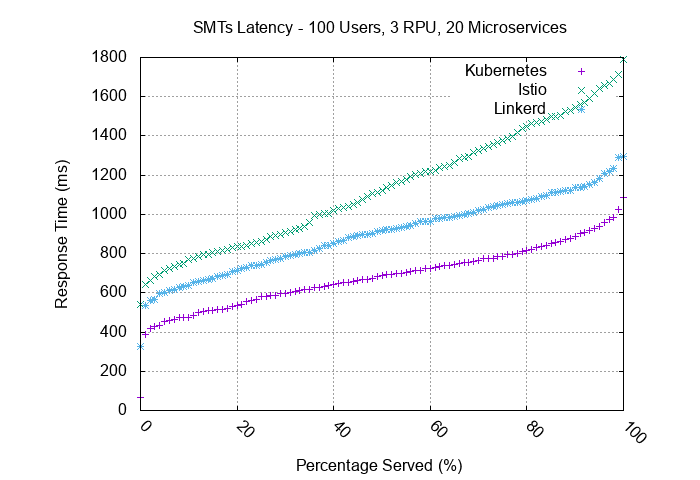 SMTs Latency - 100 Users, 3 RPU, 20 Microservices
1800
1600
1400
1200
1000
800
600
400
200
0
Response Time (ms)
Kubernetes
Istio
Linkerd
0
20
40
60
80
100
Percentage Served (%)